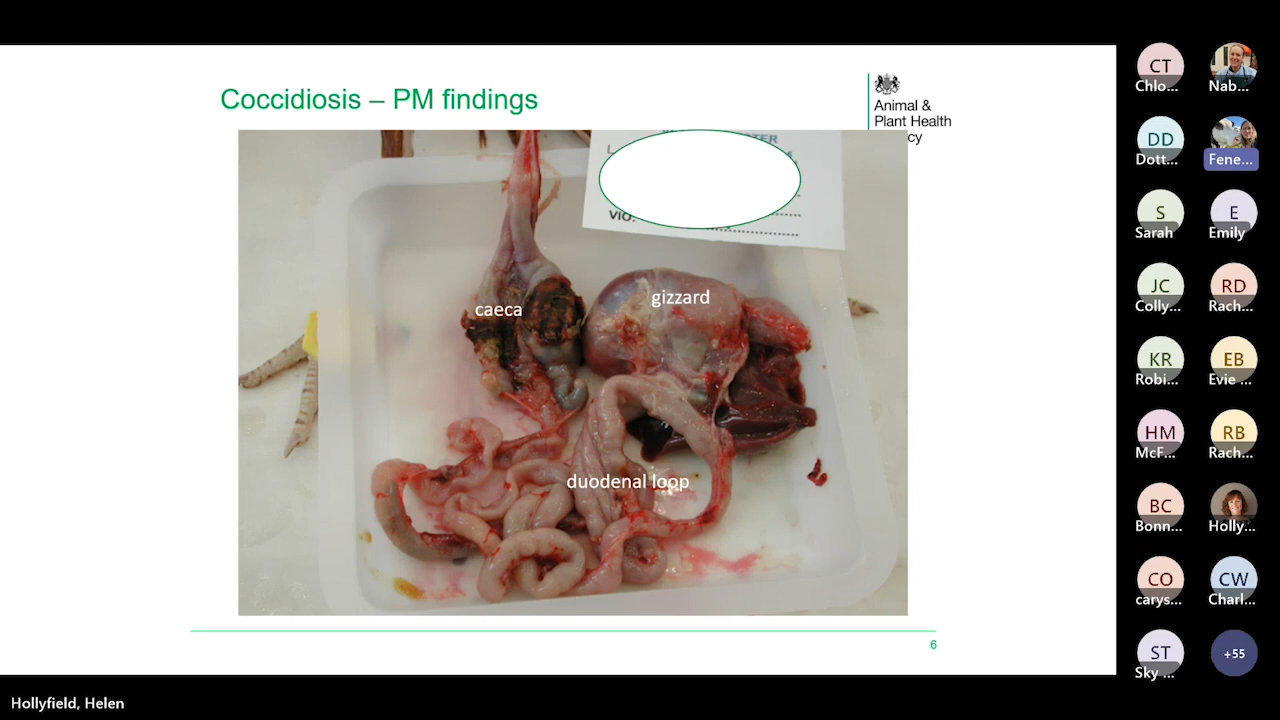 Coccidiosis – PM findings
Animal &
Plant Health
cy
TER
VIO:
caeca
gizzard
duodenal loop
6
CT
Chlo...
Nab...
DD
Dott...
Fene...
S
Sarah
E
Emily
JC
Colly...
RD
Rach...
KR
Robi...
EB
Evie ...
HM
McF...
RB
Rach...
BC
Bonn...
Holly...
CO
carys...
CW
Charl...
ST
Sky ...
+55
Hollyfield, Helen